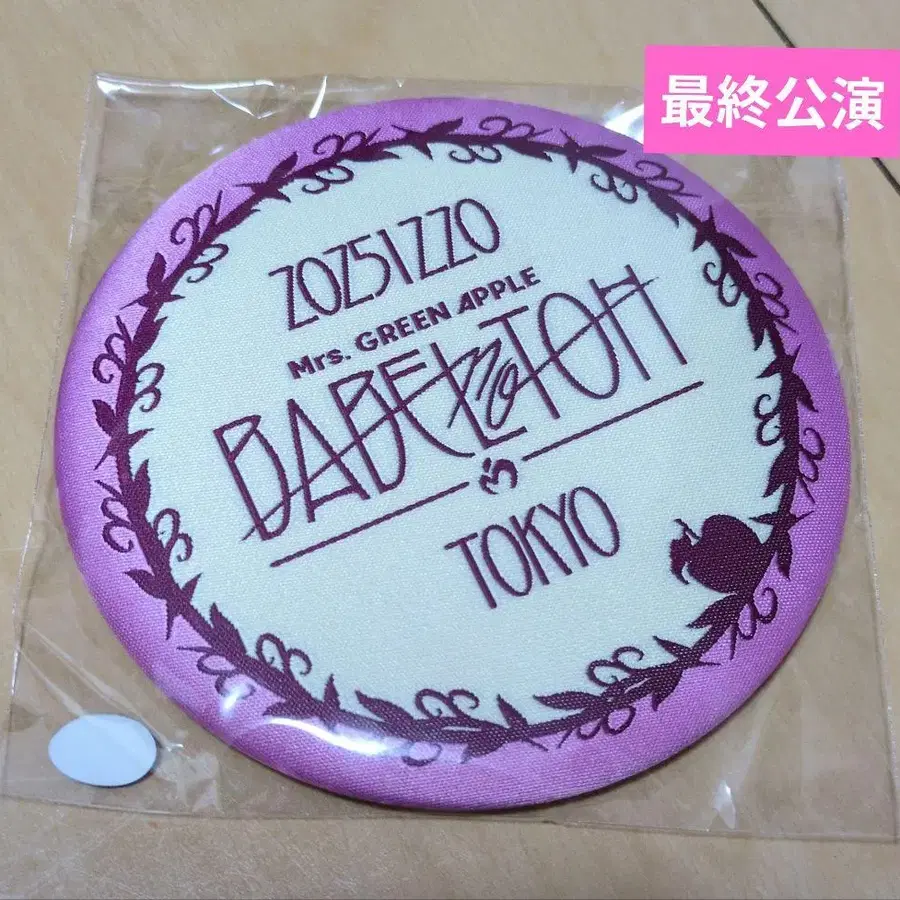 最終公演
20251220
Mrs. GREEN APPLE
BABEL no TOH
TOKYO